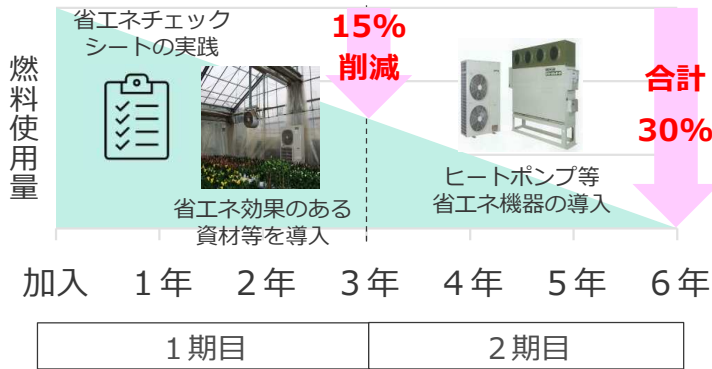 省エネチェック
シートの実践
15%
削減
合計
30%
燃料使用量
省エネ効果のある
資材等を導入
ヒートポンプ等
省エネ機器の導入
加入 1年 2年 3年 4年 5年 6年
1期目 2期目